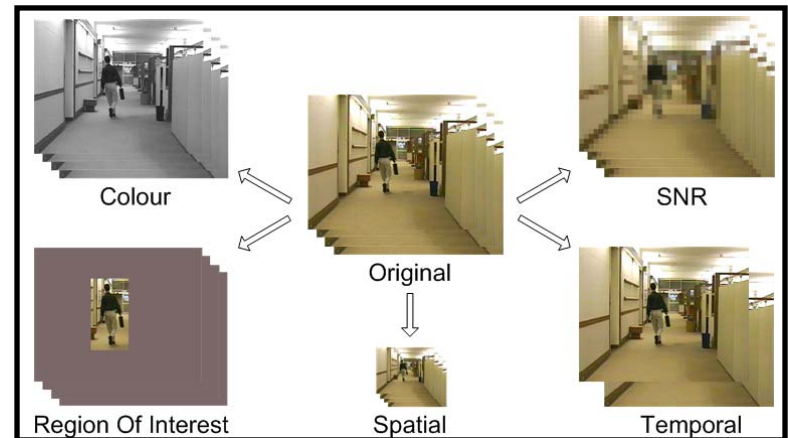 Colour
SNR
Original
Region Of Interest
Spatial
Temporal